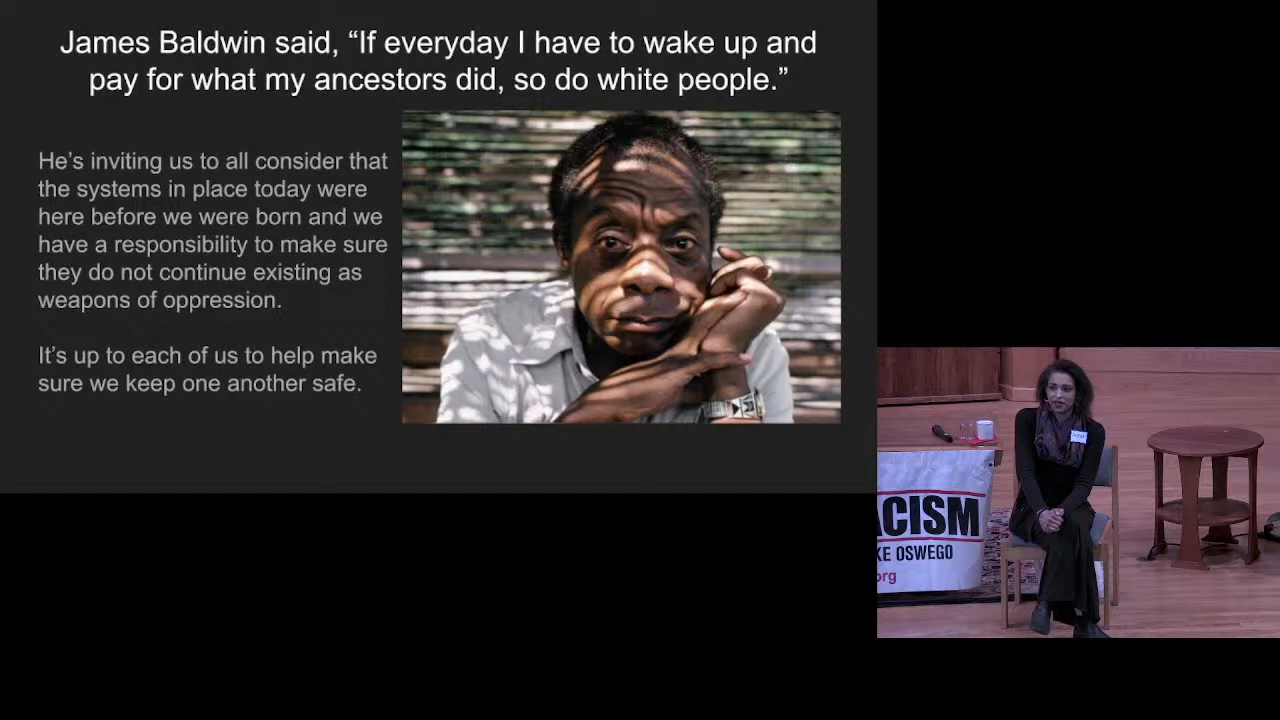 James Baldwin said, “If everyday I have to wake up and
pay for what my ancestors did, so do white people.”
He’s inviting us to all consider that
the systems in place today were
here before we were born and we
have a responsibility to make sure
they do not continue existing as
weapons of oppression.
It’s up to each of us to help make
sure we keep one another safe.
ACISM
KE OSWEGO
org